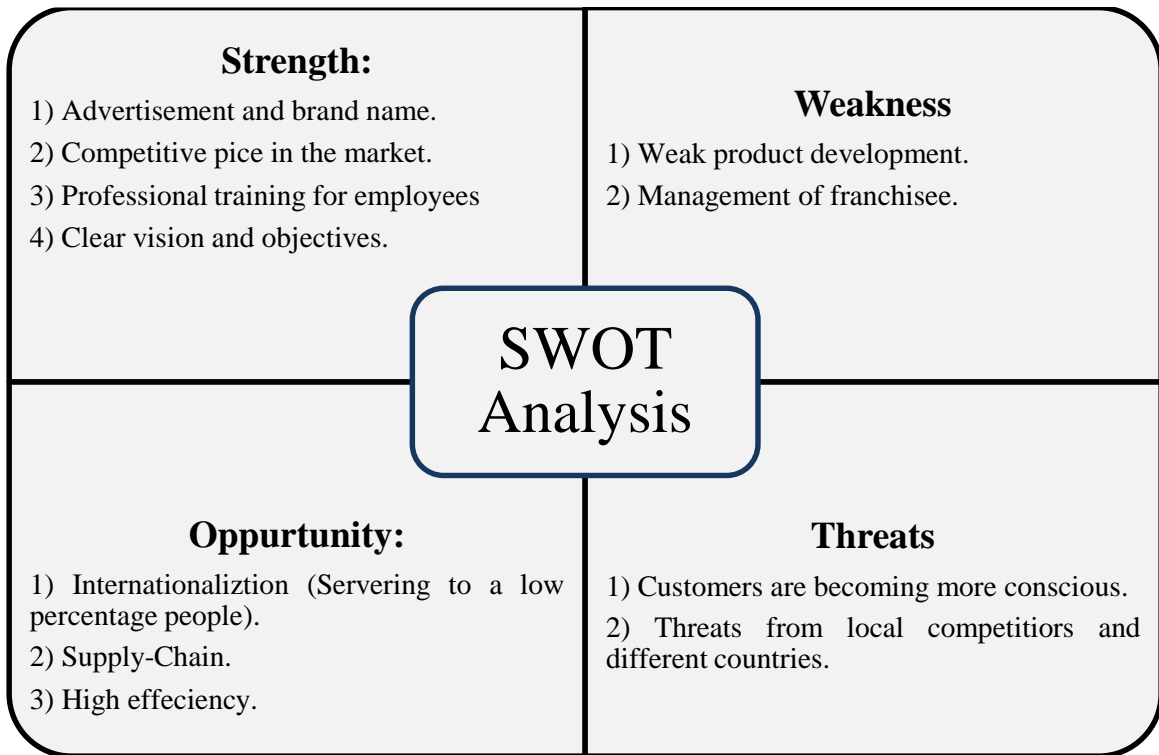 Strength:
1) Advertisement and brand name.
2) Competitive pice in the market.
3) Professional training for employees
4) Clear vision and objectives.
Weakness
1) Weak product development.
2) Management of franchisee.
SWOT
Analysis
Oppurtunity:
1) Internationaliztion (Servering to a low
percentage people).
2) Supply-Chain.
3) High effeciency.
Threats
1) Customers are becoming more conscious.
2) Threats from local competitiors and
different countries.